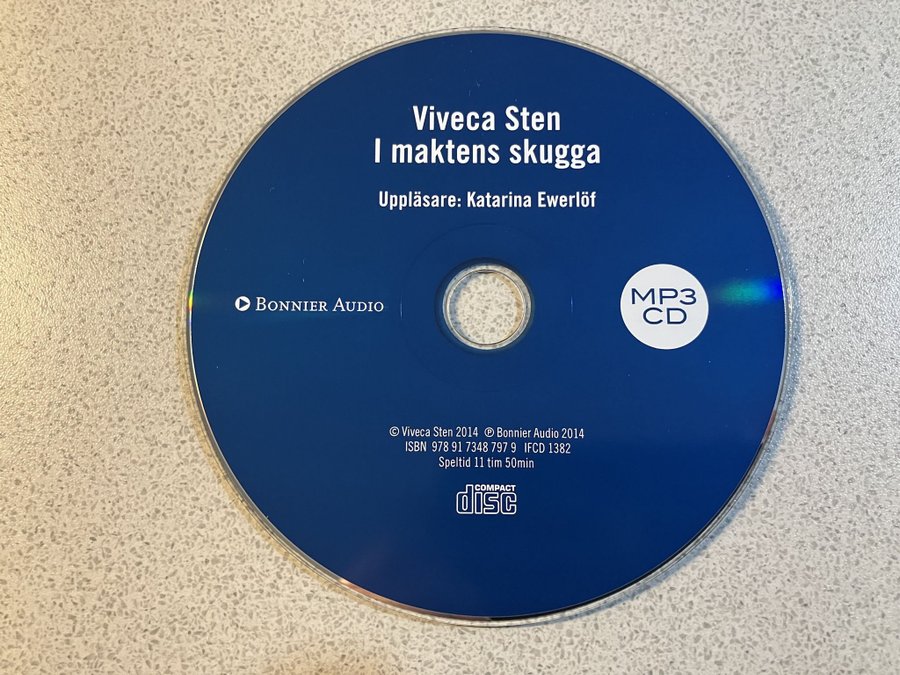 Viveca Sten
I maktens skugga
Uppläsare: Katarina Ewerlöf
BONNIER AUDIO
MP3
CD
© Viveca Sten 2014 ℗ Bonnier Audio 2014
ISBN 978 91 7348 797 9 IFCD 1382
Speltid 11 tim 50min
COMPACT
disc